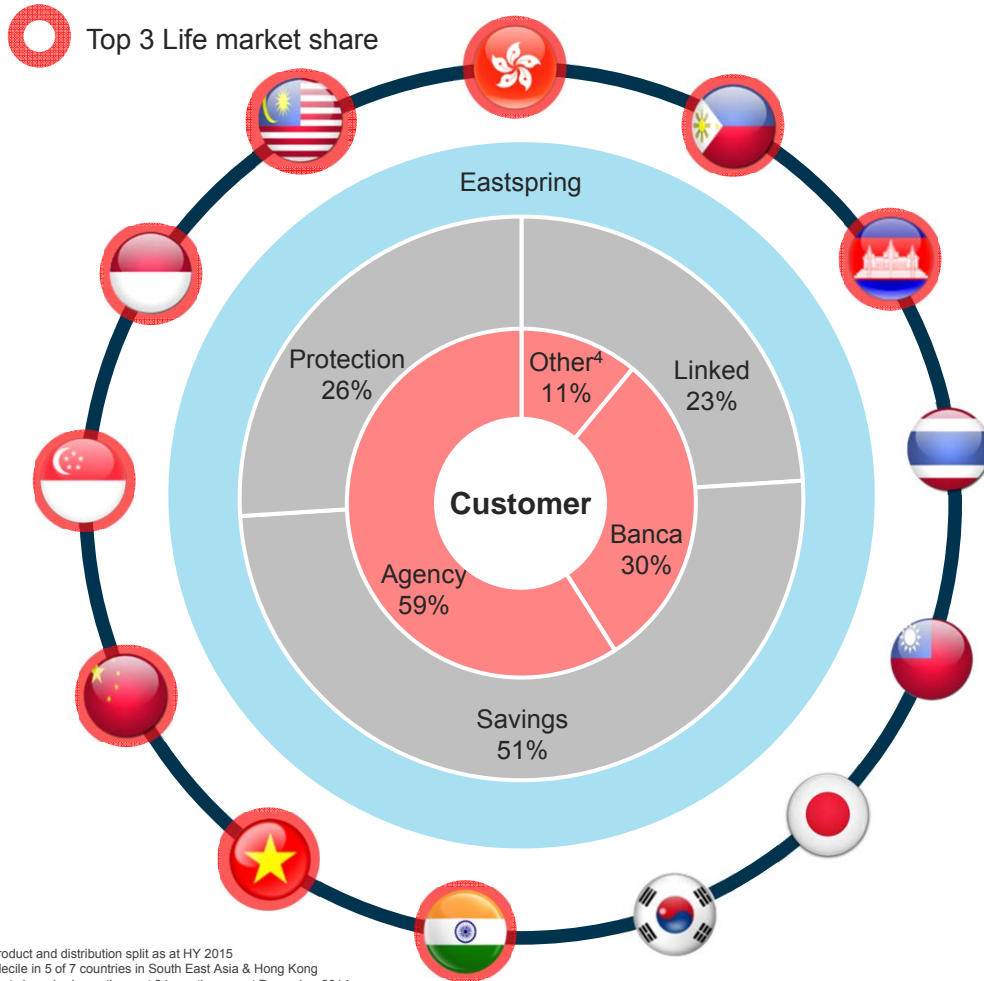 Top 3 Life market share
Eastspring
Protection
26%
Other⁴
11%
Linked
23%
Customer
Banca
30%
Agency
59%
Savings
51%
roduct and distribution split as at HY 2015
decile in 5 of 7 countries in South East Asia & Hong Kong